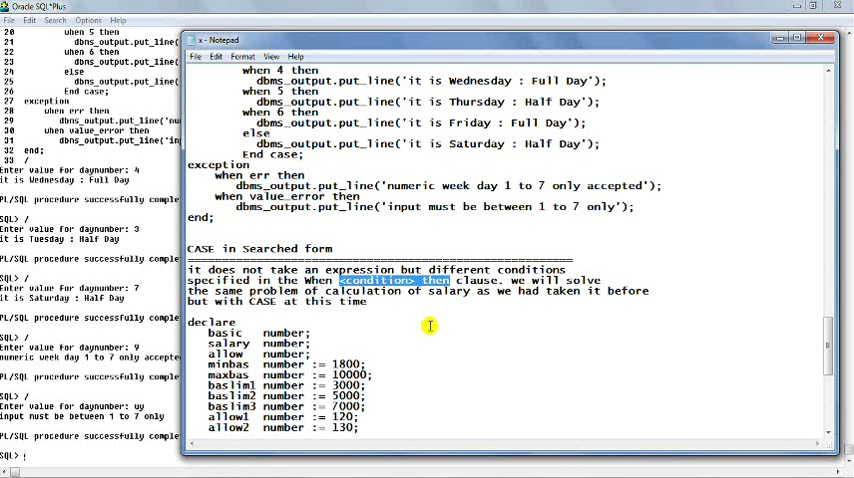 Oracle SQL*Plus
File Edit Search Options Help
20 when 5 then
21 dbms_output.put_line(
22 when 6 then
23 dbms_output.put_line(
24 else
25 dbms_output.put_line(
26 End case;
27 exception
28 when err then
29 dbms_output.put_line('nu
30 when value_error then
31 dbms_output.put_line('in
32 end;
33 /
Enter value for daynumber: 4
it is Wednesday : Full Day
PL/SQL procedure successfully comple
SQL> /
Enter value for daynumber: 3
it is Tuesday : Half Day
PL/SQL procedure successfully comple
SQL> /
Enter value for daynumber: 7
it is Saturday : Half Day
PL/SQL procedure successfully comple
SQL> /
Enter value for daynumber: 9
numeric week day 1 to 7 only accepted
PL/SQL procedure successfully comple
SQL> /
Enter value for daynumber: uy
input must be between 1 to 7 only
PL/SQL procedure successfully comple
SQL>
x - Notepad
File Edit Format View Help
when 4 then
dbms_output.put_line('it is Wednesday : Full Day');
when 5 then
dbms_output.put_line('it is Thursday : Half Day');
when 6 then
dbms_output.put_line('it is Friday : Full Day');
else
dbms_output.put_line('it is Saturday : Half Day');
End case;
exception
when err then
dbms_output.put_line('numeric week day 1 to 7 only accepted');
when value_error then
dbms_output.put_line('input must be between 1 to 7 only');
end;
CASE in Searched form
=======================================================
it does not take an expression but different conditions
specified in the When <condition> then clause. we will solve
the same problem of calculation of salary as we had taken it before
but with CASE at this time
declare
basic number;
salary number;
allow number;
minbas number := 1800;
maxbas number := 10000;
baslim1 number := 3000;
baslim2 number := 5000;
baslim3 number := 7000;
allow1 number := 120;
allow2 number := 130;